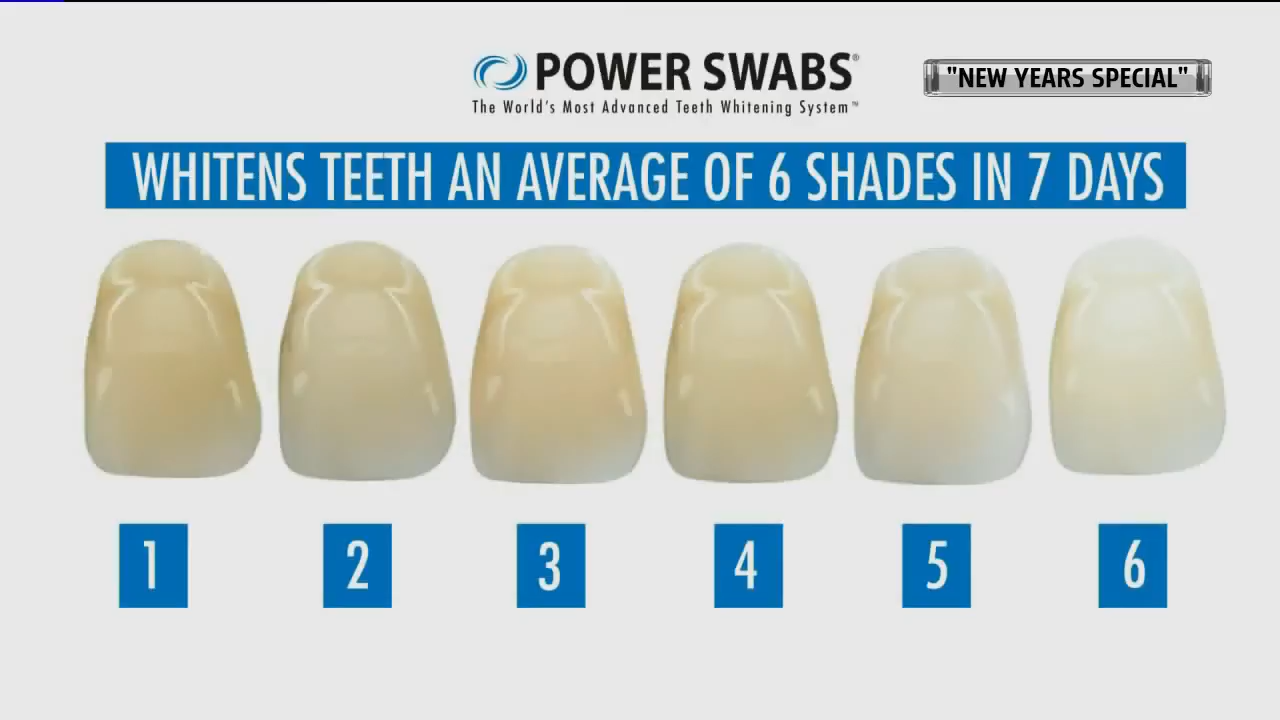 POWER SWABS®
The World's Most Advanced Teeth Whitening System™
"NEW YEARS SPECIAL"
WHITENS TEETH AN AVERAGE OF 6 SHADES IN 7 DAYS
1 2 3 4 5 6